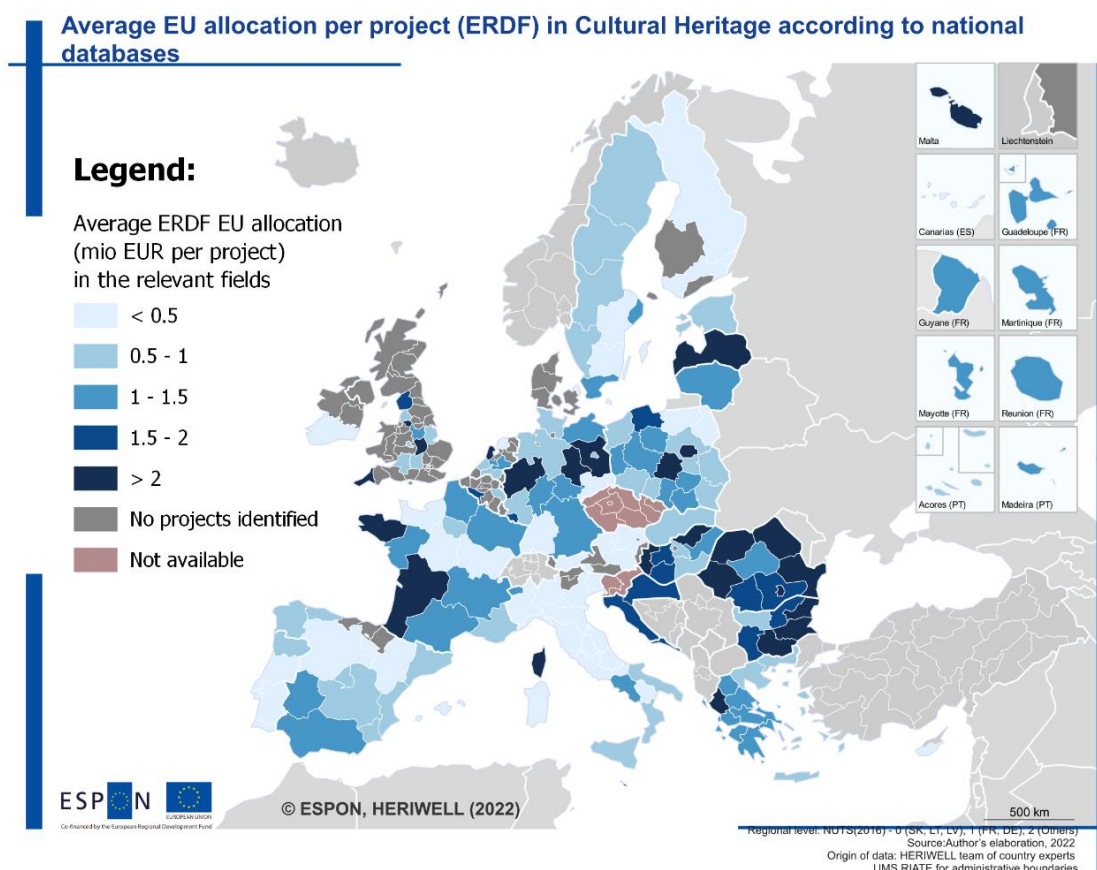 Average EU allocation per project (ERDF) in Cultural Heritage according to national
databases
Legend:
Average ERDF EU allocation
(mio EUR per project)
in the relevant fields
< 0.5
0.5 - 1
1 - 1.5
1.5 - 2
> 2
No projects identified
Not available
Malta
Liechtenstein
Canarias (ES)
Guadeloupe (FR)
Guyane (FR)
Martinique (FR)
Mayotte (FR)
Reunion (FR)
Acores (PT)
Madeira (PT)
ESPON
EUROPEAN UNION
Co-financed by the European Regional Development Fund
© ESPON, HERIWELL (2022)
500 km
Regional level: NUTS(2016) - 0 (SK, LT, LV), 1 (FR, DE), 2 (Others)
Source:Author's elaboration, 2022
Origin of data: HERIWELL team of country experts
UMS RIATE for administrative boundaries